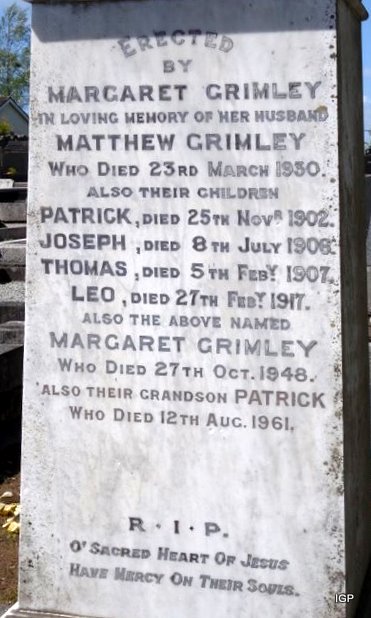 ERECTED
BY
MARGARET GRIMLEY
IN LOVING MEMORY OF HER HUSBAND
MATTHEW GRIMLEY
WHO DIED 23RD MARCH 1930.
ALSO THEIR CHILDREN
PATRICK, DIED 25TH NOVR. 1902.
JOSEPH, DIED 8TH JULY 1906.
THOMAS, DIED 5TH FEBY. 1907.
LEO, DIED 27TH FEBY. 1917.
ALSO THE ABOVE NAMED
MARGARET GRIMLEY
WHO DIED 27TH OCT. 1948.
ALSO THEIR GRANDSON PATRICK
WHO DIED 12TH AUG. 1961.
R·I·P.
O' SACRED HEART OF JESUS
HAVE MERCY ON THEIR SOULS.
IGP